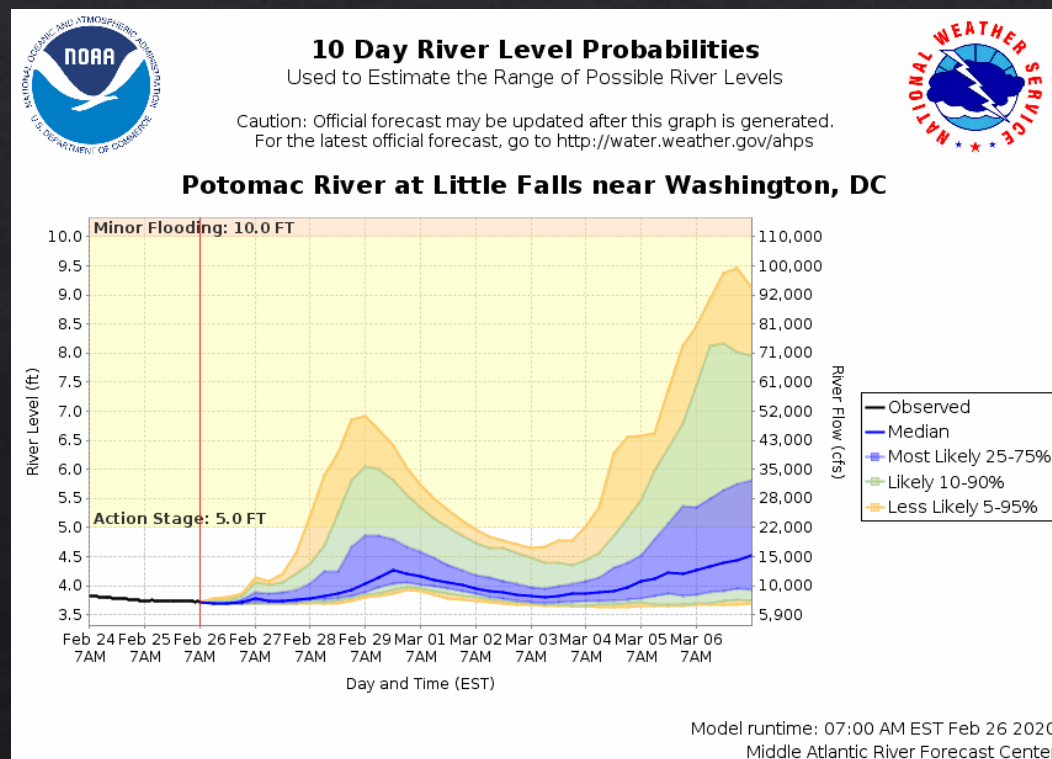 NATIONAL OCEANIC AND ATMOSPHERIC ADMINISTRATION
NOAA
U.S. DEPARTMENT OF COMMERCE
10 Day River Level Probabilities
Used to Estimate the Range of Possible River Levels
Caution: Official forecast may be updated after this graph is generated.
For the latest official forecast, go to http://water.weather.gov/ahps
NATIONAL WEATHER SERVICE
Potomac River at Little Falls near Washington, DC
Minor Flooding: 10.0 FT
Action Stage: 5.0 FT
River Level (ft)
10.0
9.5
9.0
8.5
8.0
7.5
7.0
6.5
6.0
5.5
5.0
4.5
4.0
3.5
110,000
100,000
92,000
81,000
71,000
61,000
52,000
43,000
35,000
28,000
22,000
15,000
10,000
5,900
River Flow (cfs)
Observed
Median
Most Likely 25-75%
Likely 10-90%
Less Likely 5-95%
Feb 24 Feb 25 Feb 26 Feb 27 Feb 28 Feb 29 Mar 01 Mar 02 Mar 03 Mar 04 Mar 05 Mar 06
7AM 7AM 7AM 7AM 7AM 7AM 7AM 7AM 7AM 7AM 7AM 7AM
Day and Time (EST)
Model runtime: 07:00 AM EST Feb 26 2020
Middle Atlantic River Forecast Center